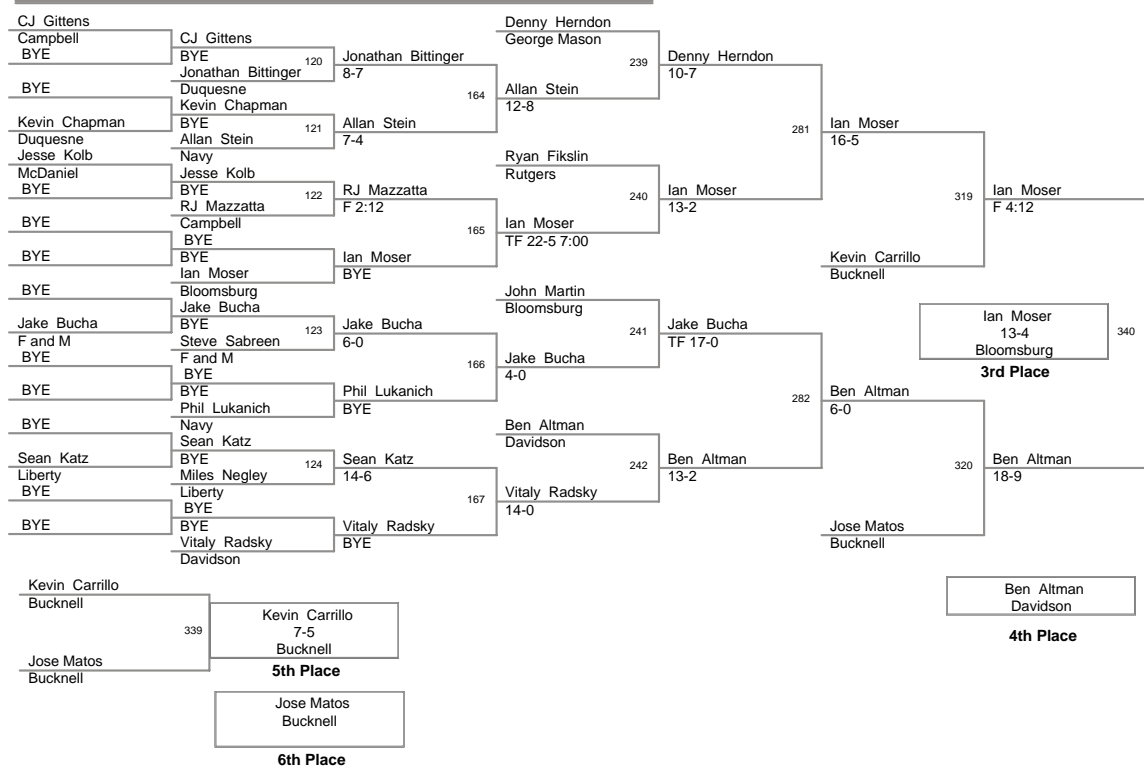 CJ Gittens
Campbell
BYE
BYE
Kevin Chapman
Duquesne
Jesse Kolb
McDaniel
BYE
BYE
BYE
BYE
Jake Bucha
F and M
BYE
BYE
BYE
Sean Katz
Liberty
BYE
BYE
CJ Gittens
BYE
120
Jonathan Bittinger
Duquesne
Kevin Chapman
BYE
121
Allan Stein
Navy
Jesse Kolb
BYE
122
RJ Mazzatta
Campbell
BYE
BYE
Ian Moser
Bloomsburg
Jake Bucha
BYE
123
Steve Sabreen
F and M
BYE
BYE
Phil Lukanich
Navy
Sean Katz
BYE
124
Miles Negley
Liberty
BYE
BYE
Vitaly Radsky
Davidson
Jonathan Bittinger
8-7
164
Allan Stein
7-4
RJ Mazzatta
F 2:12
165
Ian Moser
BYE
Jake Bucha
6-0
166
Phil Lukanich
BYE
Sean Katz
14-6
167
Vitaly Radsky
BYE
Denny Herndon
George Mason
239
Allan Stein
12-8
Ryan Fikslin
Rutgers
240
Ian Moser
TF 22-5 7:00
John Martin
Bloomsburg
241
Jake Bucha
4-0
Ben Altman
Davidson
242
Vitaly Radsky
14-0
Denny Herndon
10-7
281
Ian Moser
13-2
Jake Bucha
TF 17-0
282
Ben Altman
13-2
Ian Moser
16-5
319
Kevin Carrillo
Bucknell
Ben Altman
6-0
320
Jose Matos
Bucknell
Ian Moser
F 4:12
Ian Moser
13-4
Bloomsburg
340
3rd Place
Ben Altman
18-9
Ben Altman
Davidson
4th Place
Kevin Carrillo
Bucknell
339
Jose Matos
Bucknell
Kevin Carrillo
7-5
Bucknell
5th Place
Jose Matos
Bucknell
6th Place